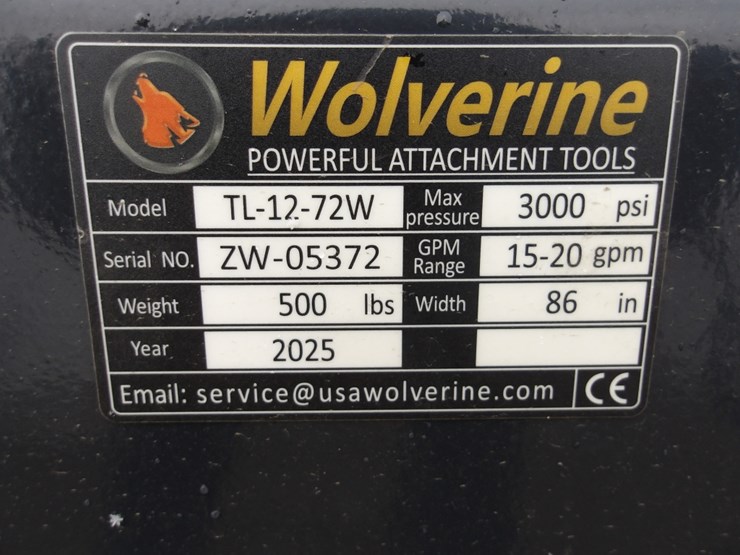 Wolverine
POWERFUL ATTACHMENT TOOLS
Model TL-12-72W Max pressure 3000 psi
Serial NO. ZW-05372 GPM Range 15-20 gpm
Weight 500 lbs Width 86 in
Year 2025
Email: service@usawolverine.com CE